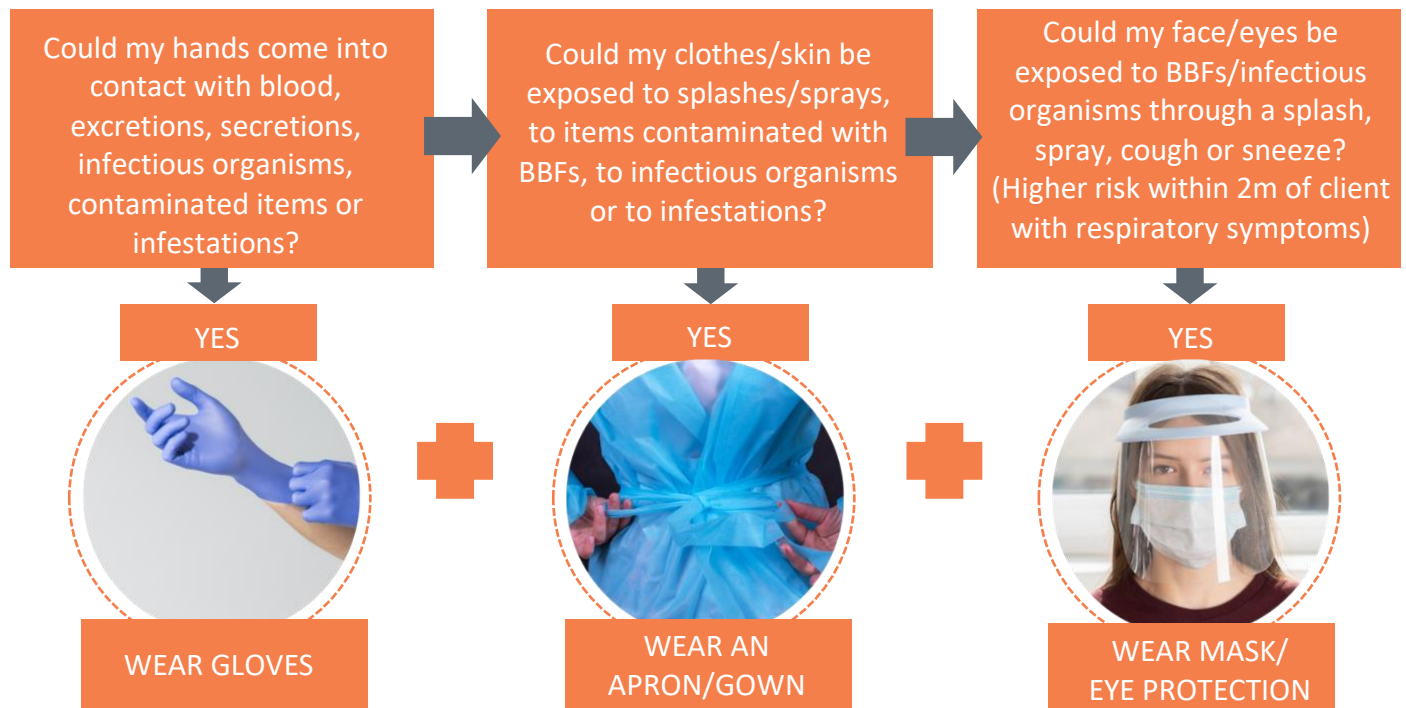 Could my hands come into
contact with blood,
excretions, secretions,
infectious organisms,
contaminated items or
infestations?
Could my clothes/skin be
exposed to splashes/sprays,
to items contaminated with
BBFs, to infectious organisms
or to infestations?
Could my face/eyes be
exposed to BBFs/infectious
organisms through a splash,
spray, cough or sneeze?
(Higher risk within 2m of client
with respiratory symptoms)
YES
YES
YES
WEAR GLOVES
WEAR AN
APRON/GOWN
WEAR MASK/
EYE PROTECTION